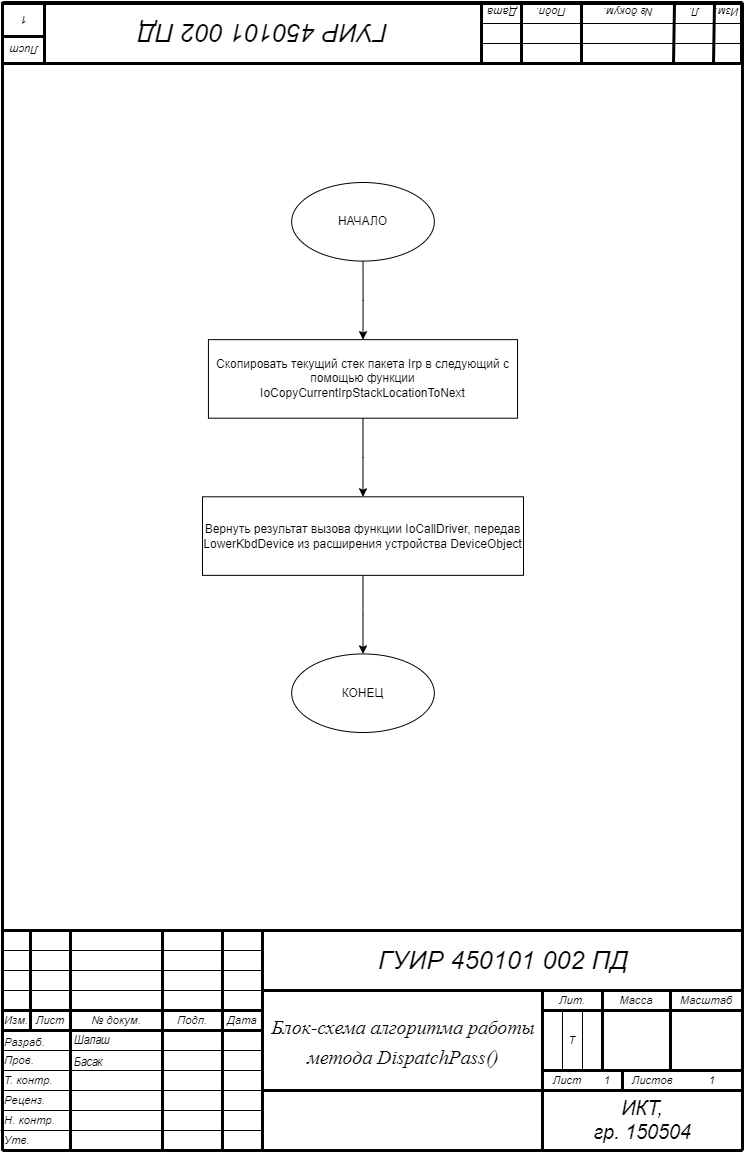 Лист
1
ГУИР 450101 002 ПД
Изм.
Л.
№ докум.
Подп.
Дата
НАЧАЛО
Скопировать текущий стек пакета Irp в следующий с
помощью функции
IoCopyCurrentIrpStackLocationToNext
Вернуть результат вызова функции IoCallDriver, передав
LowerKbdDevice из расширения устройства DeviceObject
КОНЕЦ
ГУИР 450101 002 ПД
Изм. Лист № докум. Подп. Дата
Разраб. Шалаш
Пров. Басак
Т. контр.
Реценз.
Н. контр.
Утв.
Блок-схема алгоритма работы
метода DispatchPass()
Лит. Масса Масштаб
Т
Лист 1 Листов 1
ИКТ,
гр. 150504